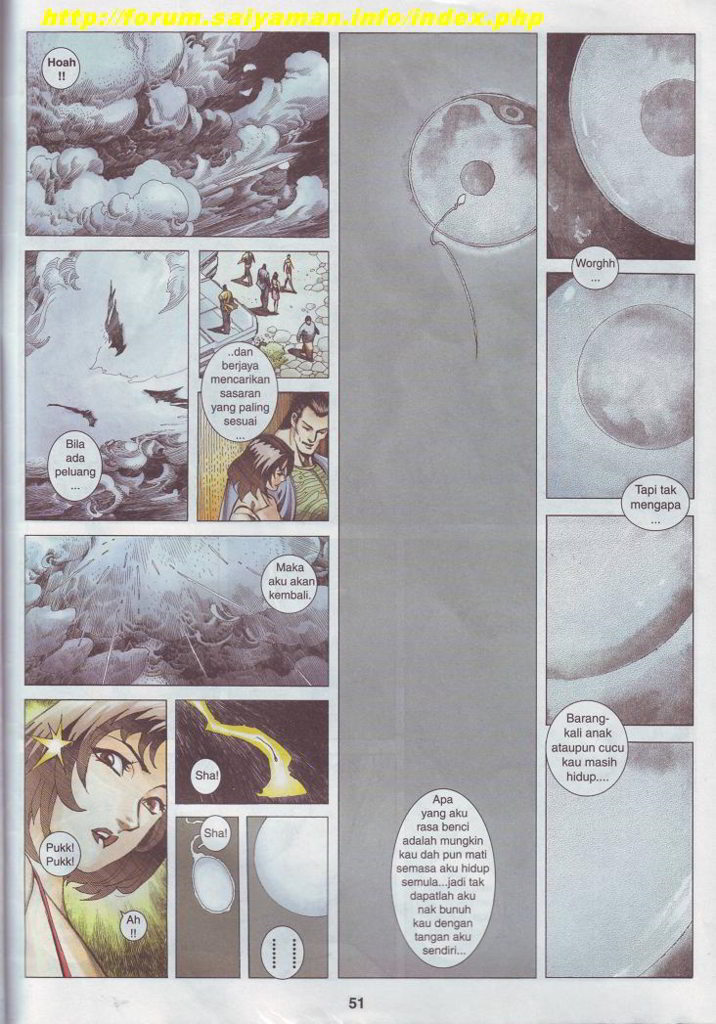 http://forum.saiyaman.info/index.php
Hoah
!!
Bila
ada
peluang
...
..dan
berjaya
mencarikan
sasaran
yang paling
sesuai
...
Maka
aku akan
kembali.
Pukk!
Pukk!
Ah
!!
Sha!
Sha!
Apa
yang aku
rasa benci
adalah mungkin
kau dah pun mati
semasa aku hidup
semula...jadi tak
dapatlah aku
nak bunuh
kau dengan
tangan aku
sendiri...
Worghh
...
Tapi tak
mengapa
...
Barang-
kali anak
ataupun cucu
kau masih
hidup....
51